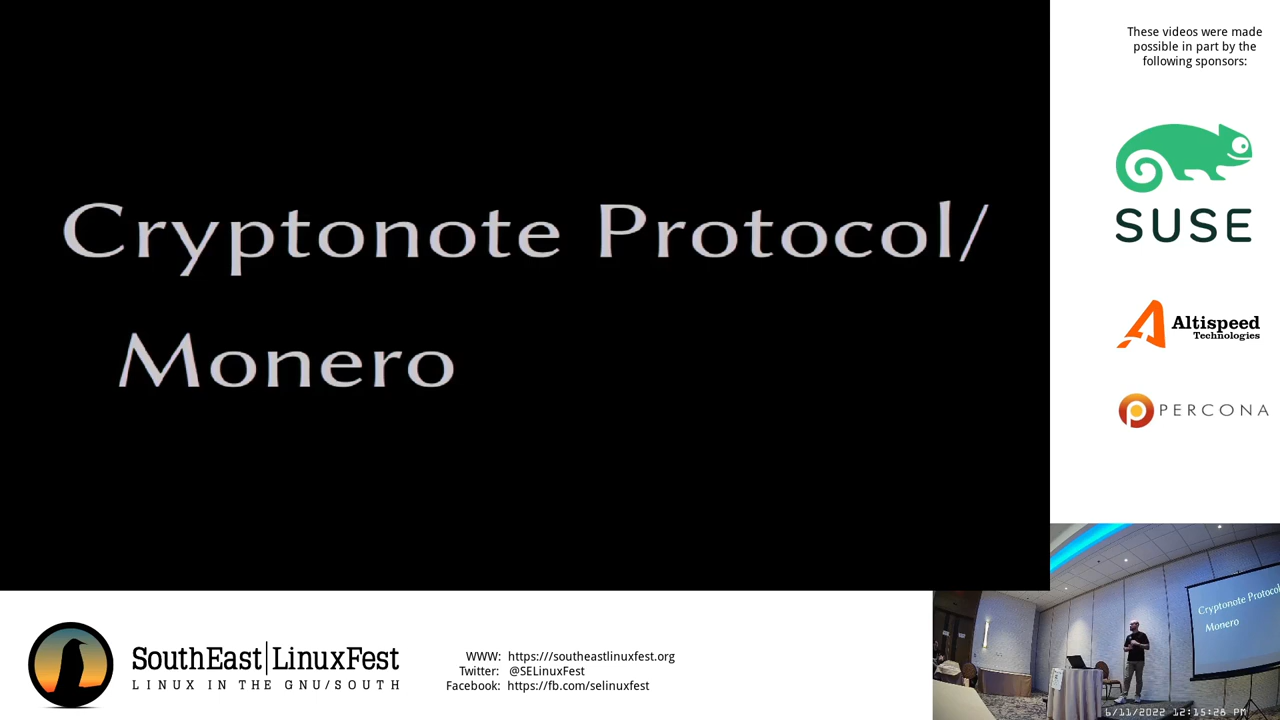 Cryptonote Protocol/
Monero
These videos were made
possible in part by the
following sponsors:
SUSE
Altispeed
Technologies
PERCONA
Cryptonote Protocol
Monero
6/11/2022 12:15:28 PM
SouthEast|LinuxFest
LINUX IN THE GNU/SOUTH
WWW: https:///southeastlinuxfest.org
Twitter: @SELinuxFest
Facebook: https://fb.com/selinuxfest